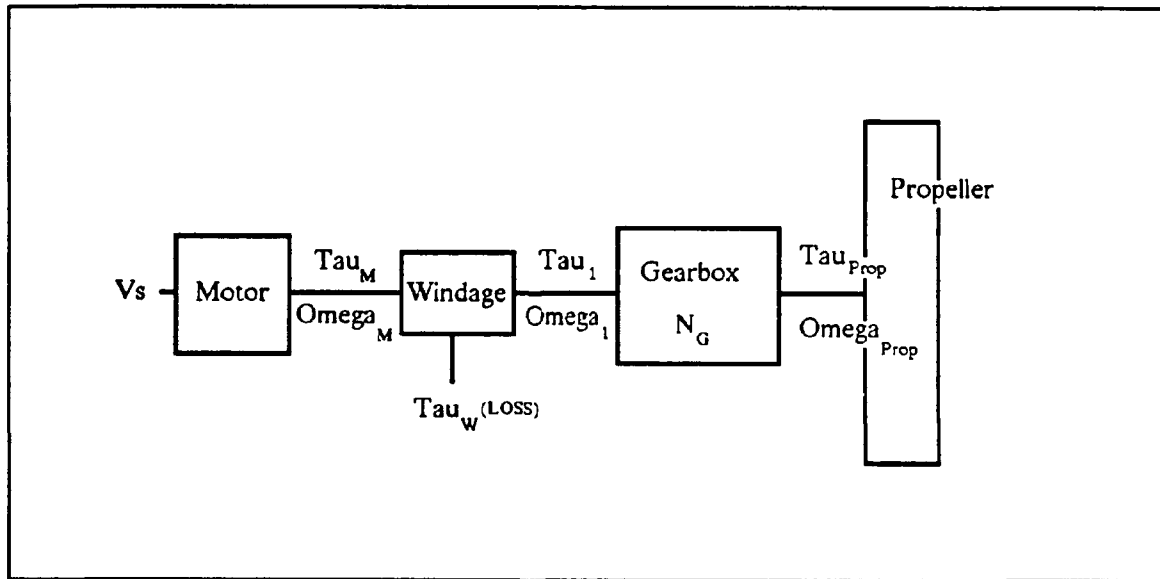 Propeller
Vs
Motor
Tau_M
Omega_M
Windage
Tau_W (LOSS)
Tau_1
Omega_1
Gearbox
N_G
Tau_Prop
Omega_Prop